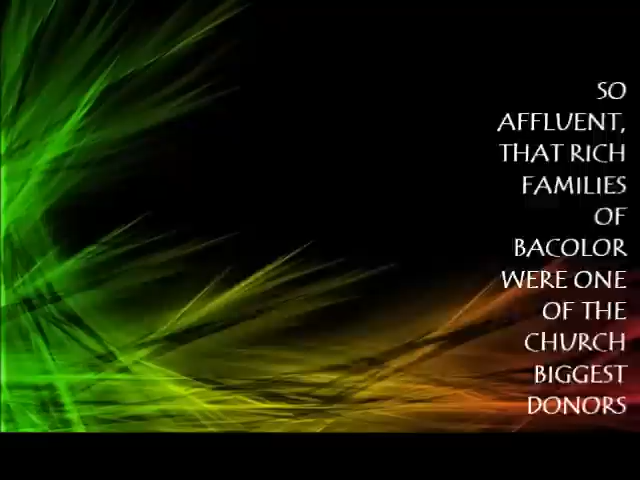 SO
AFFLUENT,
THAT RICH
FAMILIES
OF
BACOLOR
WERE ONE
OF THE
CHURCH
BIGGEST
DONORS